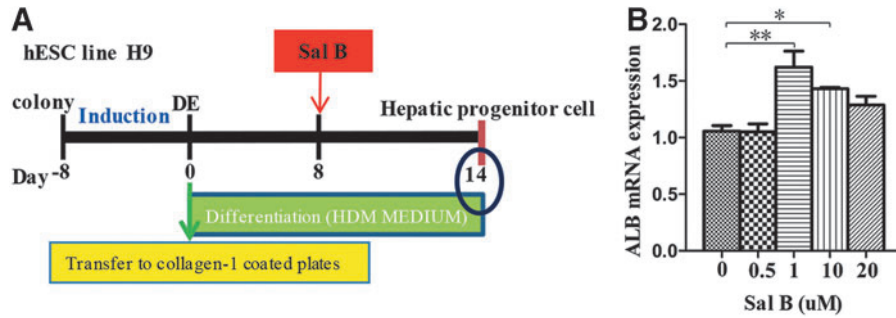 A
hESC line H9
Sal B
colony
Induction
DE
Hepatic progenitor cell
Day
-8
0
8
14
Differentiation (HDM MEDIUM)
Transfer to collagen-1 coated plates
B
ALB mRNA expression
2.0
1.5
1.0
0.5
0.0
*
**
0 0.5 1 10 20
Sal B (uM)